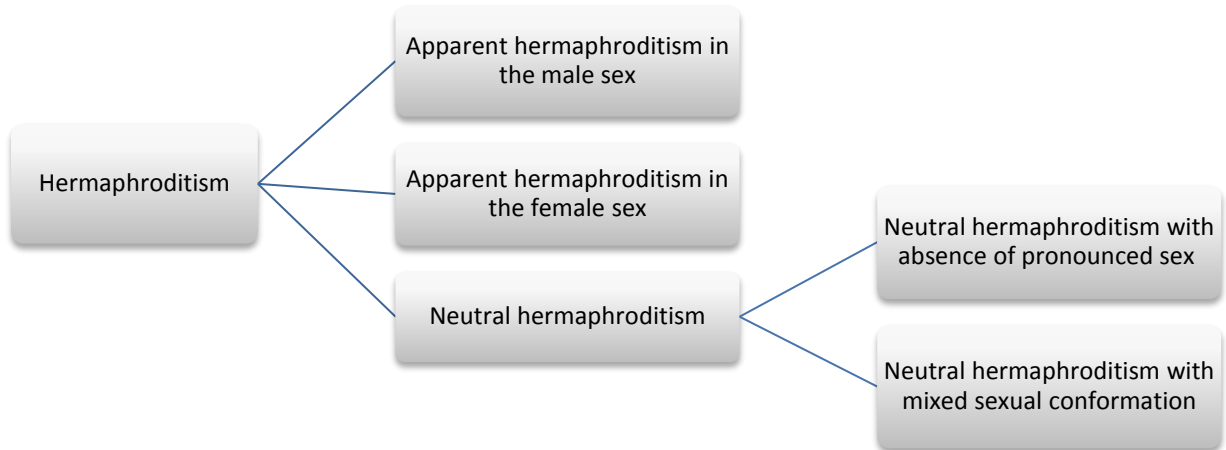 Hermaphroditism
Apparent hermaphroditism in
the male sex
Apparent hermaphroditism in
the female sex
Neutral hermaphroditism
Neutral hermaphroditism with
absence of pronounced sex
Neutral hermaphroditism with
mixed sexual conformation